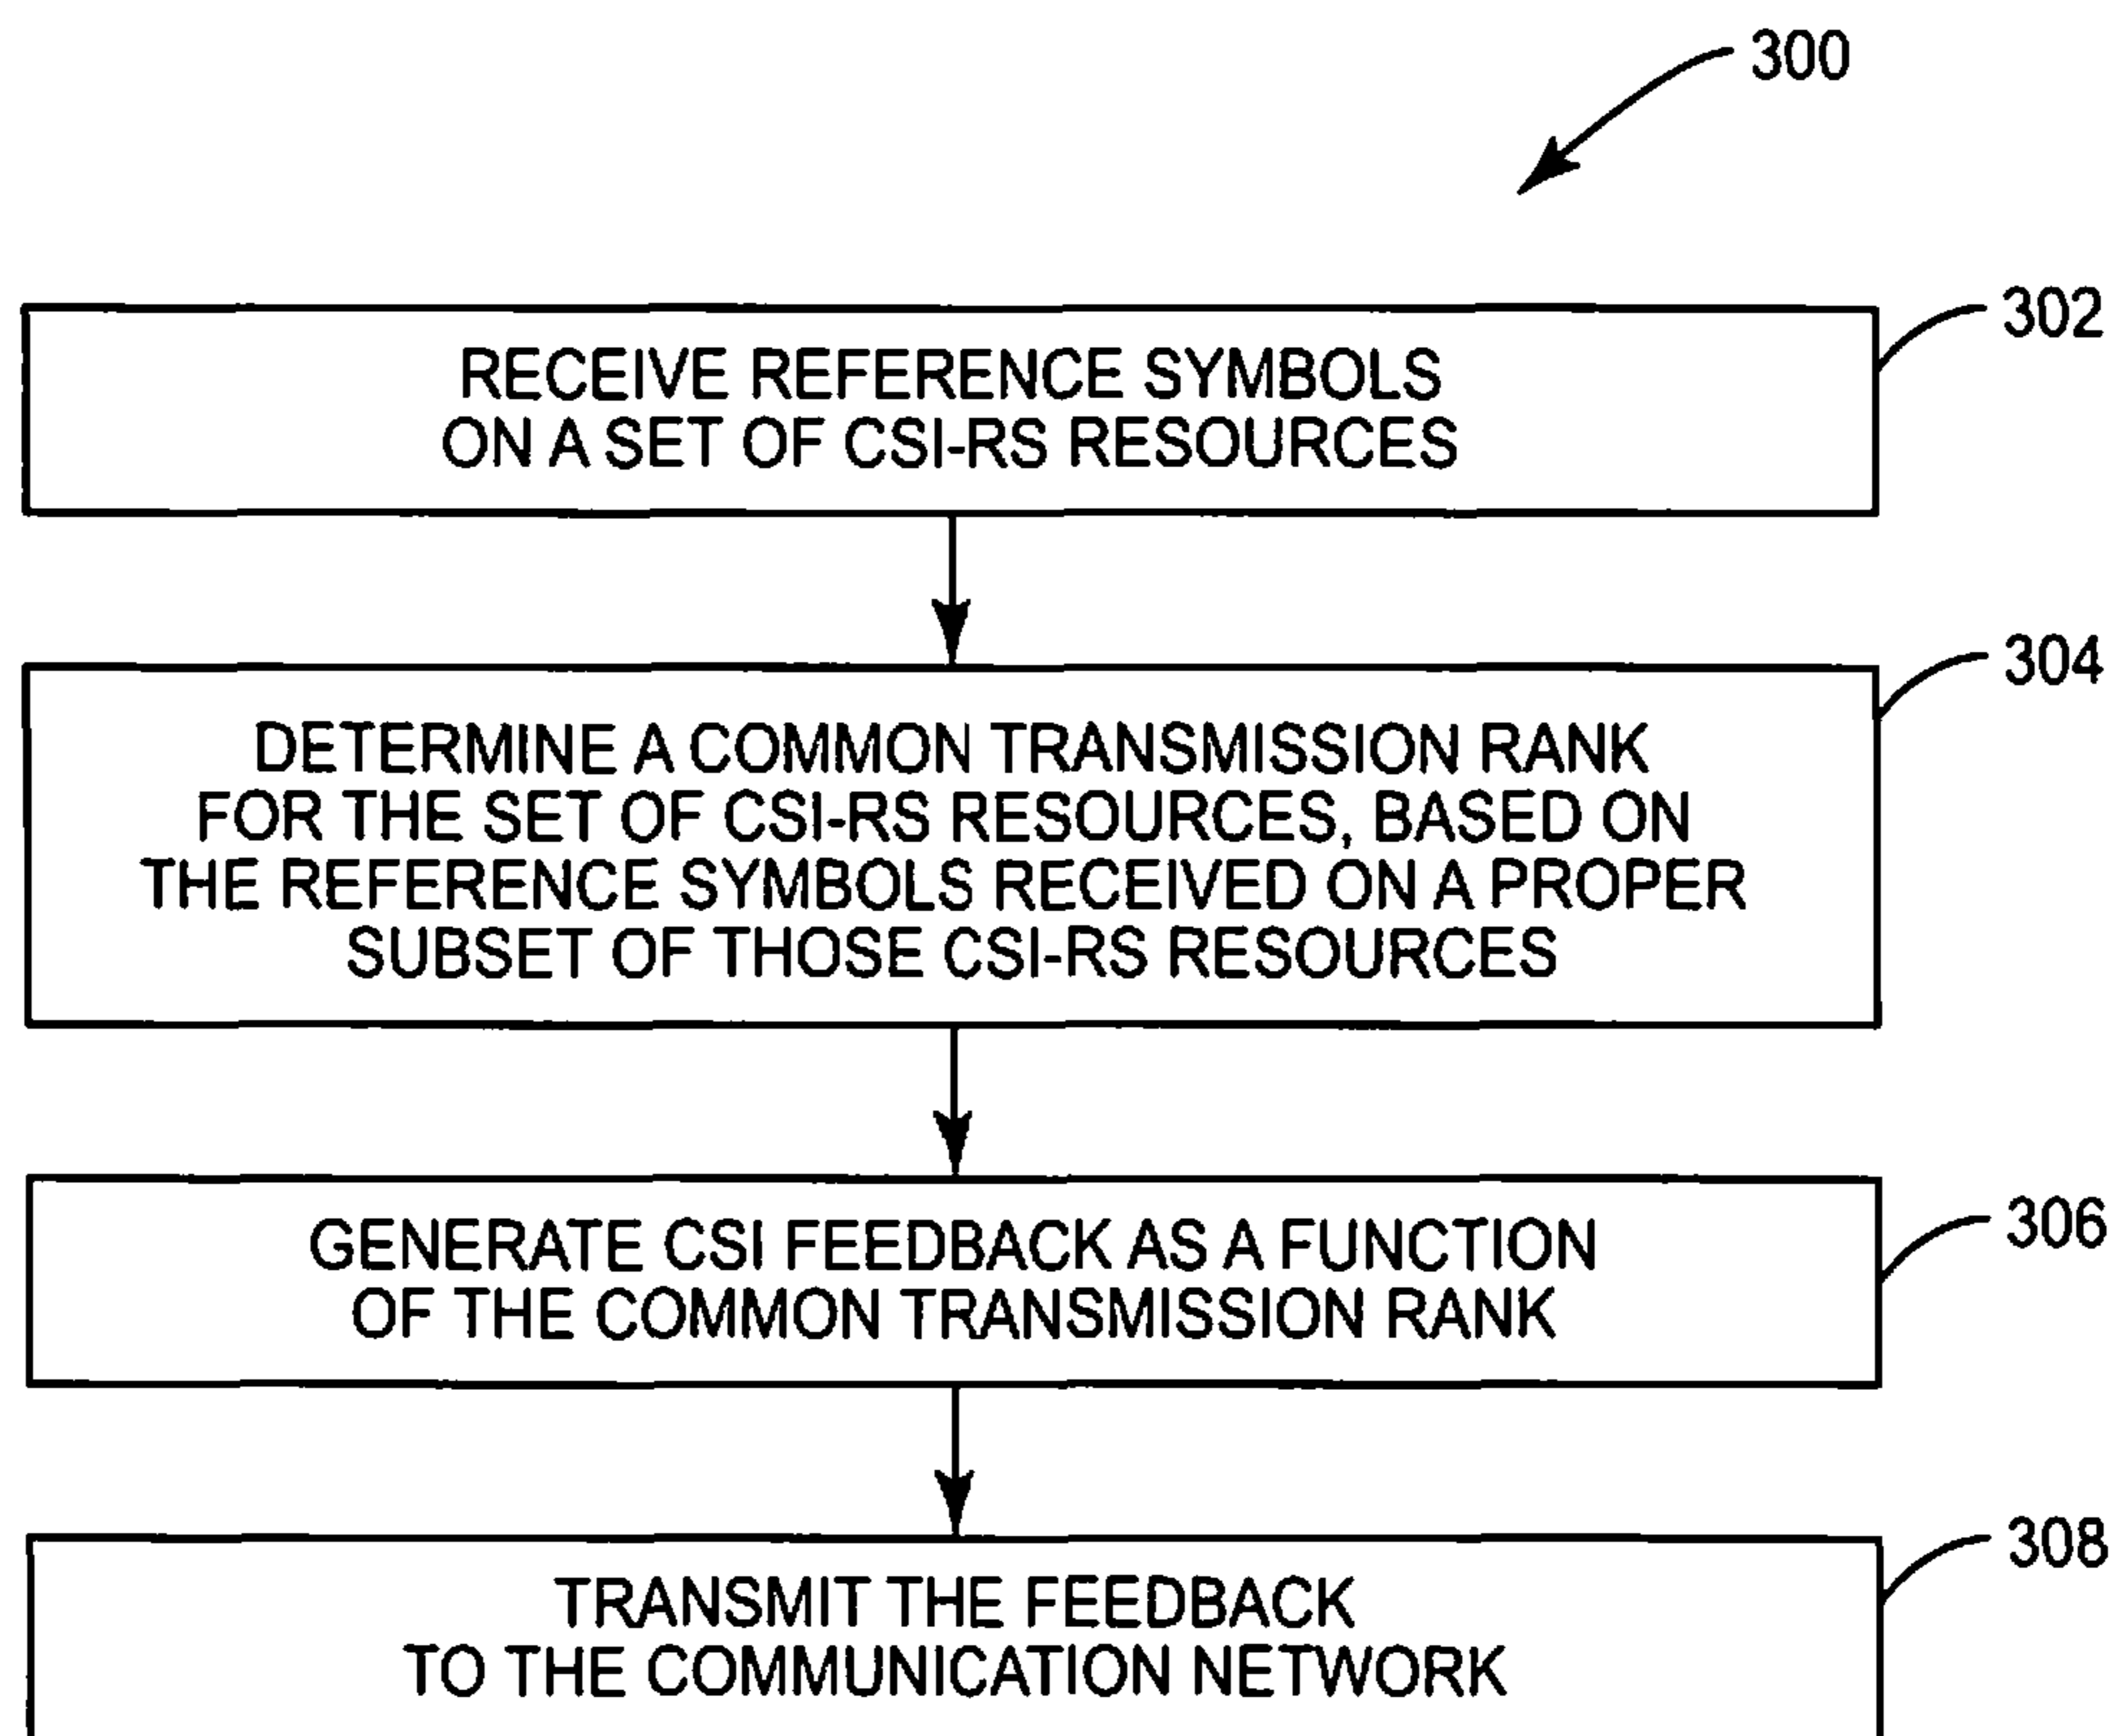 300
302
RECEIVE REFERENCE SYMBOLS
ON A SET OF CSI-RS RESOURCES
304
DETERMINE A COMMON TRANSMISSION RANK
FOR THE SET OF CSI-RS RESOURCES, BASED ON
THE REFERENCE SYMBOLS RECEIVED ON A PROPER
SUBSET OF THOSE CSI-RS RESOURCES
306
GENERATE CSI FEEDBACK AS A FUNCTION
OF THE COMMON TRANSMISSION RANK
308
TRANSMIT THE FEEDBACK
TO THE COMMUNICATION NETWORK